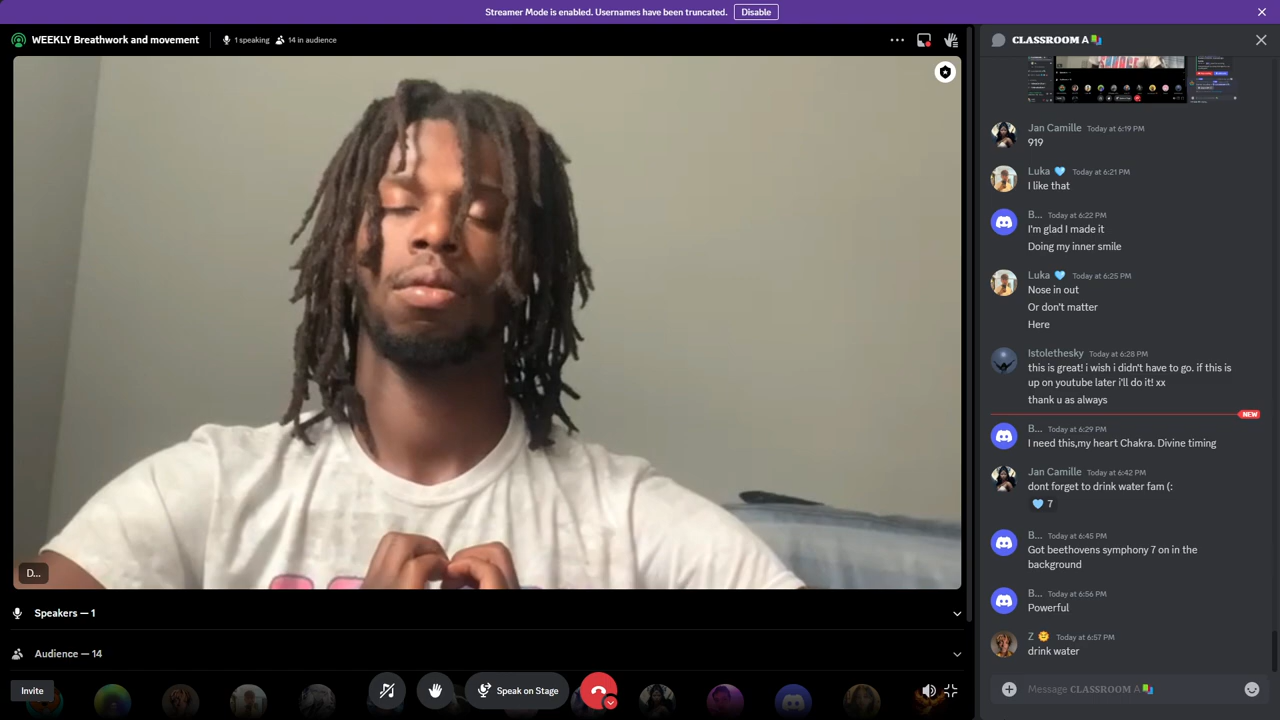 Streamer Mode is enabled. Usernames have been truncated. Disable
WEEKLY Breathwork and movement
1 speaking
14 in audience
D...
Speakers — 1
Audience — 14
Invite
Speak on Stage
CLASSROOM A
Jan Camille Today at 6:19 PM
919
Luka Today at 6:21 PM
I like that
B... Today at 6:22 PM
I'm glad I made it
Doing my inner smile
Luka Today at 6:25 PM
Nose in out
Or don't matter
Here
Istolethesky Today at 6:28 PM
this is great! i wish i didn't have to go. if this is
up on youtube later i'll do it! xx
thank u as always
NEW
B... Today at 6:29 PM
I need this,my heart Chakra. Divine timing
Jan Camille Today at 6:42 PM
dont forget to drink water fam (:
7
B... Today at 6:45 PM
Got beethovens symphony 7 on in the
background
B... Today at 6:56 PM
Powerful
Z Today at 6:57 PM
drink water
Message CLASSROOM A